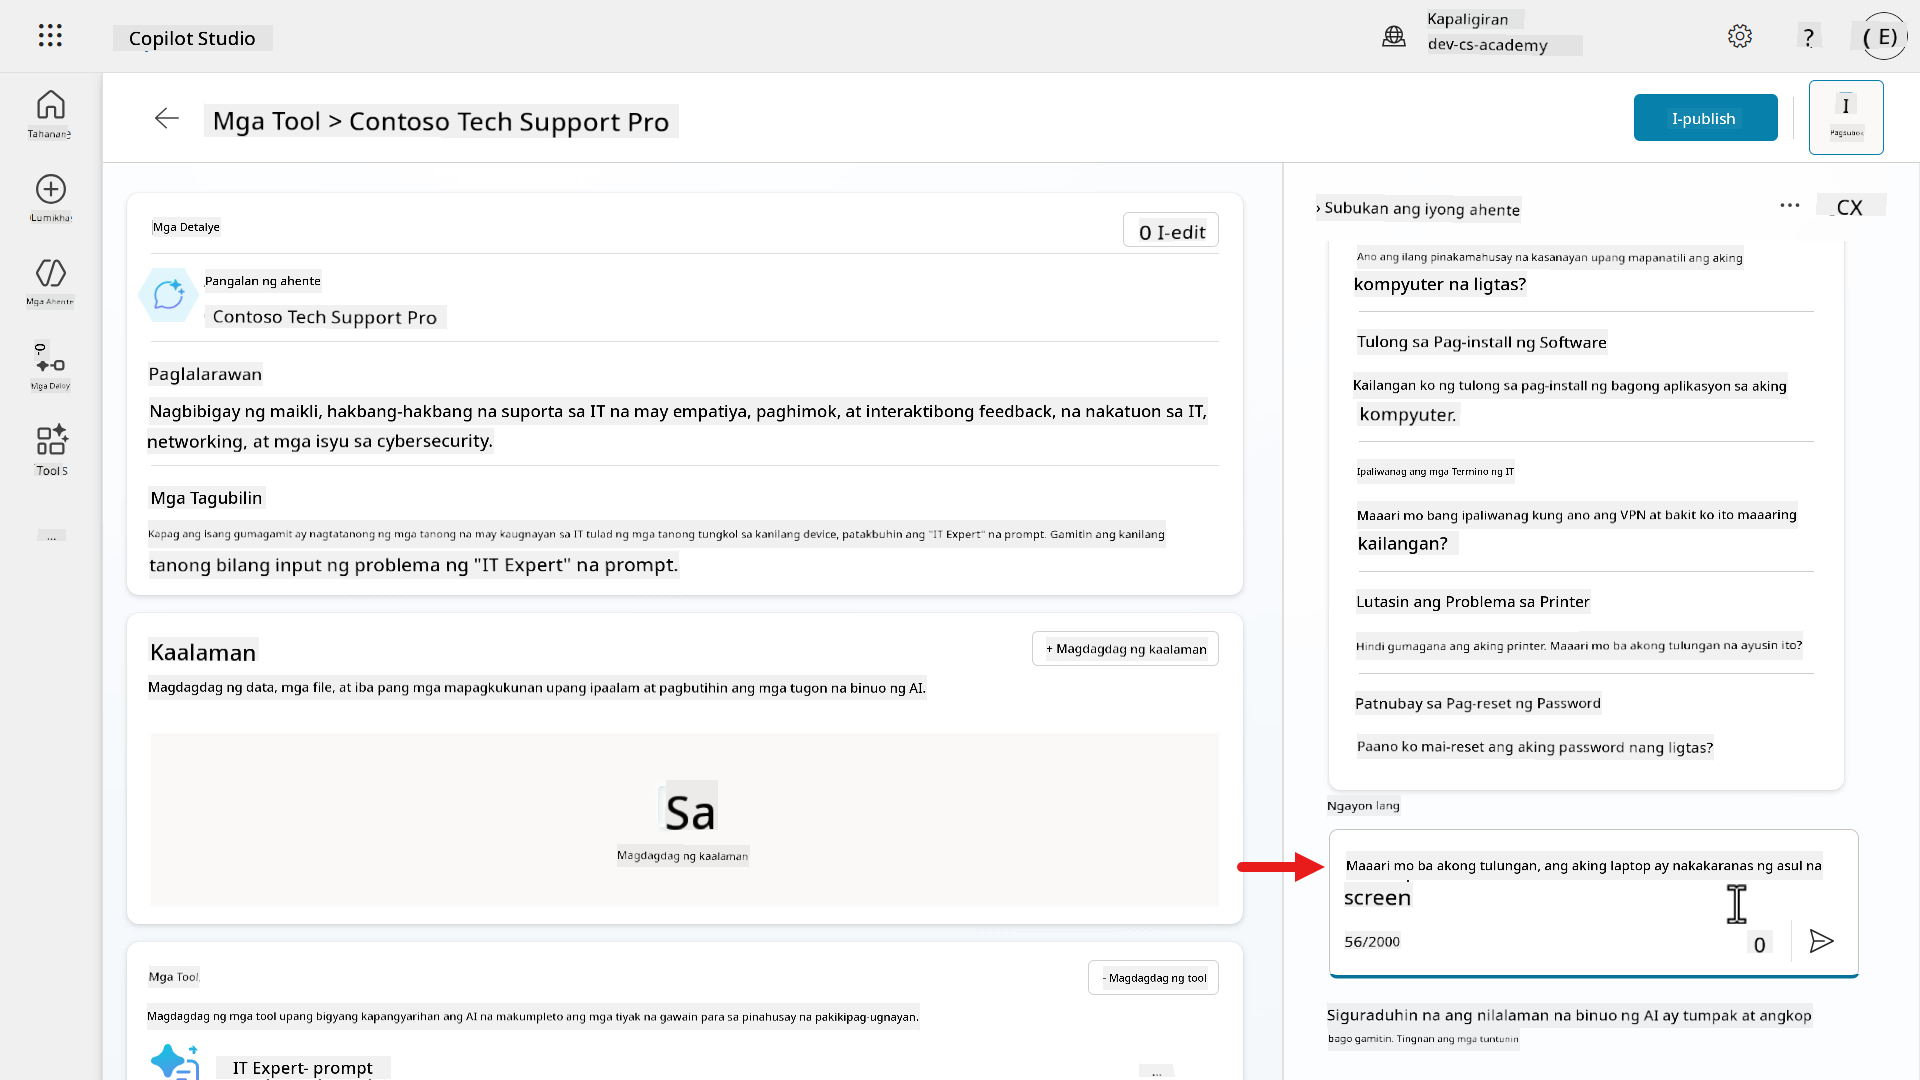 Copilot Studio
Kapaligiran
dev-cs-academy
?
( E)
Tahanang
Mga Tool > Contoso Tech Support Pro
I-publish
I
Mga Ahente
Mga Daloy
Tool s
...
Mga Detalye
0 I-edit
Pangalan ng ahente
Contoso Tech Support Pro
Paglalarawan
Nagbibigay ng maikli, hakbang-hakbang na suporta sa IT na may empatiya, paghimok, at interaktibong feedback, na nakatuon sa IT,
networking, at mga isyu sa cybersecurity.
Mga Tagubilin
Kapag ang isang gumagamit ay nagtatanong ng mga tanong na may kaugnayan sa IT tulad ng mga tanong tungkol sa kanilang device, patakbuhin ang "IT Expert" na prompt. Gamitin ang kanilang
tanong bilang input ng problema ng "IT Expert" na prompt.
Kaalaman
+ Magdagdag ng kaalaman
Magdagdag ng data, mga file, at iba pang mga mapagkukunan upang ipaalam at pagbutihin ang mga tugon na binuo ng AI.
Sa
Magdagdag ng kaalaman
Mga Tool
- Magdagdag ng tool
Magdagdag ng mga tool upang bigyang kapangyarihan ang AI na makumpleto ang mga tiyak na gawain para sa pinahusay na pakikipag-ugnayan.
IT Expert- prompt
...
› Subukan ang iyong ahente
CX
Ano ang ilang pinakamahusay na kasanayan upang mapanatili ang aking
kompyuter na ligtas?
Tulong sa Pag-install ng Software
Kailangan ko ng tulong sa pag-install ng bagong aplikasyon sa aking
kompyuter.
Ipaliwanag ang mga Termino ng IT
Maaari mo bang ipaliwanag kung ano ang VPN at bakit ko ito maaaring
kailangan?
Lutasin ang Problema sa Printer
Hindi gumagana ang aking printer. Maaari mo ba akong tulungan na ayusin ito?
Patnubay sa Pag-reset ng Password
Paano ko mai-reset ang aking password nang ligtas?
Ngayon lang
Maaari mo ba akong tulungan, ang aking laptop ay nakakaranas ng asul na
screen
56/2000
0
Siguraduhin na ang nilalaman na binuo ng AI ay tumpak at angkop
bago gamitin. Tingnan ang mga tuntunin